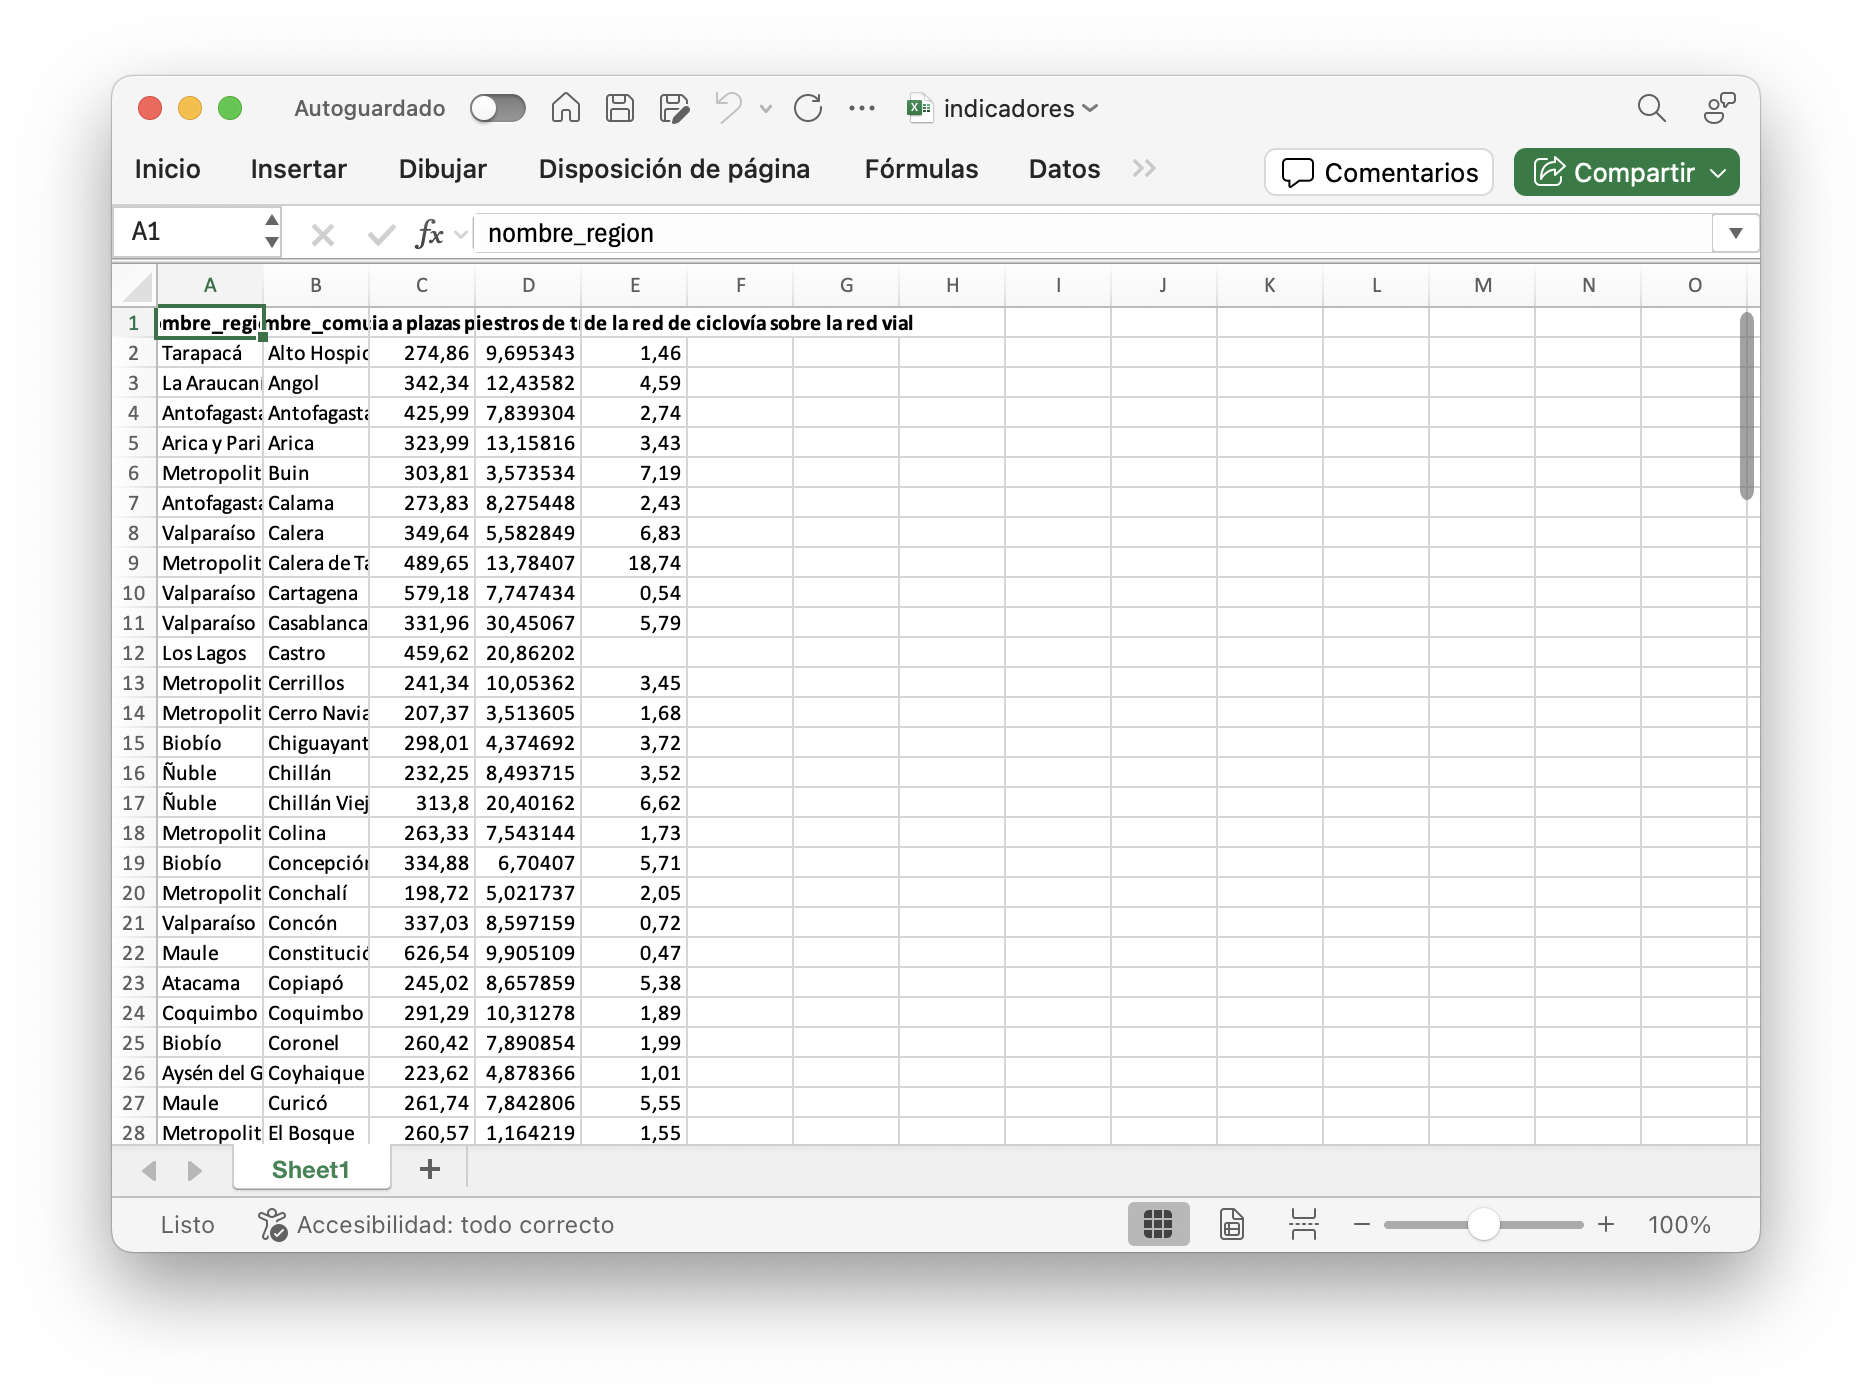 Autoguardado indicadores
Inicio Insertar Dibujar Disposición de página Fórmulas Datos Comentarios Compartir
A1 fx nombre_region
A B C D E F G H I J K L M N O
1 mbre_regi mbre_comu ia a plazas p iestros de tr de la red de ciclovía sobre la red vial
2 Tarapacá Alto Hospic 274,86 9,695343 1,46
3 La Araucaní Angol 342,34 12,43582 4,59
4 Antofagasta Antofagasta 425,99 7,839304 2,74
5 Arica y Pari Arica 323,99 13,15816 3,43
6 Metropolit Buin 303,81 3,573534 7,19
7 Antofagasta Calama 273,83 8,275448 2,43
8 Valparaíso Calera 349,64 5,582849 6,83
9 Metropolit Calera de Ta 489,65 13,78407 18,74
10 Valparaíso Cartagena 579,18 7,747434 0,54
11 Valparaíso Casablanca 331,96 30,45067 5,79
12 Los Lagos Castro 459,62 20,86202
13 Metropolit Cerrillos 241,34 10,05362 3,45
14 Metropolit Cerro Navia 207,37 3,513605 1,68
15 Biobío Chiguayant 298,01 4,374692 3,72
16 Ñuble Chillán 232,25 8,493715 3,52
17 Ñuble Chillán Viej 313,8 20,40162 6,62
18 Metropolit Colina 263,33 7,543144 1,73
19 Biobío Concepción 334,88 6,70407 5,71
20 Metropolit Conchalí 198,72 5,021737 2,05
21 Valparaíso Concón 337,03 8,597159 0,72
22 Maule Constitució 626,54 9,905109 0,47
23 Atacama Copiapó 245,02 8,657859 5,38
24 Coquimbo Coquimbo 291,29 10,31278 1,89
25 Biobío Coronel 260,42 7,890854 1,99
26 Aysén del G Coyhaique 223,62 4,878366 1,01
27 Maule Curicó 261,74 7,842806 5,55
28 Metropolit El Bosque 260,57 1,164219 1,55
Sheet1
Listo Accesibilidad: todo correcto 100%